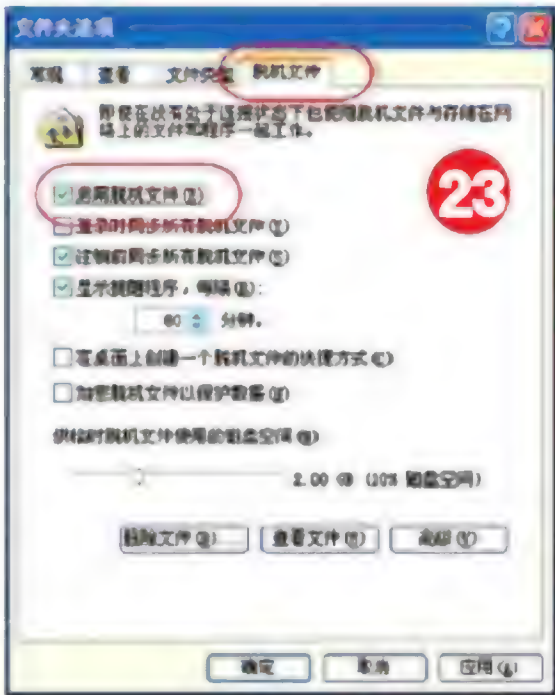 文件夹选项
常规 查看 文件类型 脱机文件
即使在没有处于连接状态下也使用脱机文件与存储在网
络上的文件和程序一起工作。
启用脱机文件(E)
23
登录时同步所有脱机文件(Y)
注销前同步所有脱机文件(S)
显示提醒程序，每隔(D):
60 分钟。
在桌面上创建一个脱机文件的快捷方式(C)
加密脱机文件以保护数据
供临时脱机文件使用的磁盘空间
2.00 GB (10% 磁盘空间)
删除文件 查看文件 高级
确定 取消 应用(A)